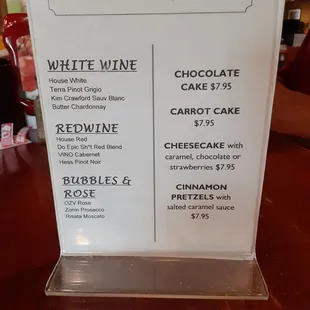 WHITE WINE
House White
Terra Pinot Grigio
Kim Crawford Sauv Blanc
Butter Chardonnay
REDWINE
House Red
Do Epic Sh*t Red Blend
VINO Cabernet
Hess Pinot Noir
BUBBLES &
ROSE
OZV Rose
Zonin Prosecco
Risata Moscato
CHOCOLATE
CAKE $7.95
CARROT CAKE
$7.95
CHEESECAKE with
caramel, chocolate or
strawberries $7.95
CINNAMON
PRETZELS with
salted caramel sauce
$7.95